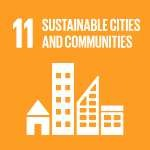 11 SUSTAINABLE CITIES
AND COMMUNITIES